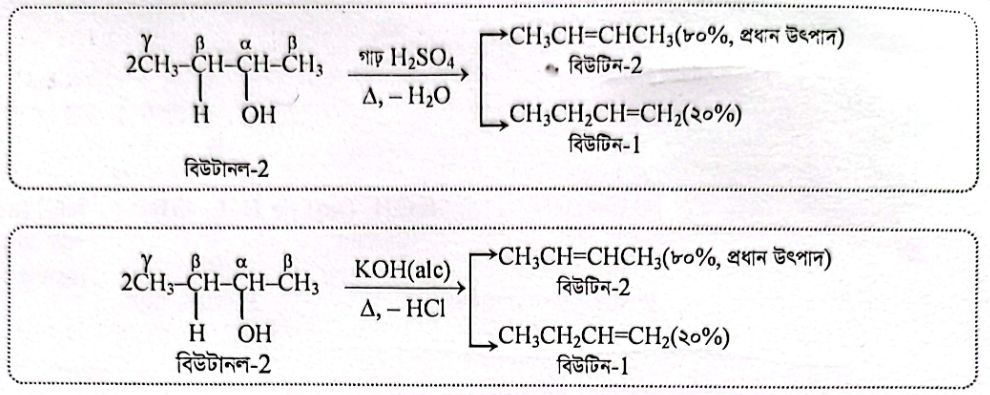 γ β α β
2CH₃–CH–CH–CH₃
H OH
বিউটানল-2
গাঢ় H₂SO₄
Δ, – H₂O
CH₃CH=CHCH₃(৮০%, প্রধান উৎপাদ)
বিউটিন-2
CH₃CH₂CH=CH₂(২০%)
বিউটিন-1
γ β α β
2CH₃–CH–CH–CH₃
H OH
বিউটানল-2
KOH(alc)
Δ, – HCl
CH₃CH=CHCH₃(৮০%, প্রধান উৎপাদ)
বিউটিন-2
CH₃CH₂CH=CH₂(২০%)
বিউটিন-1